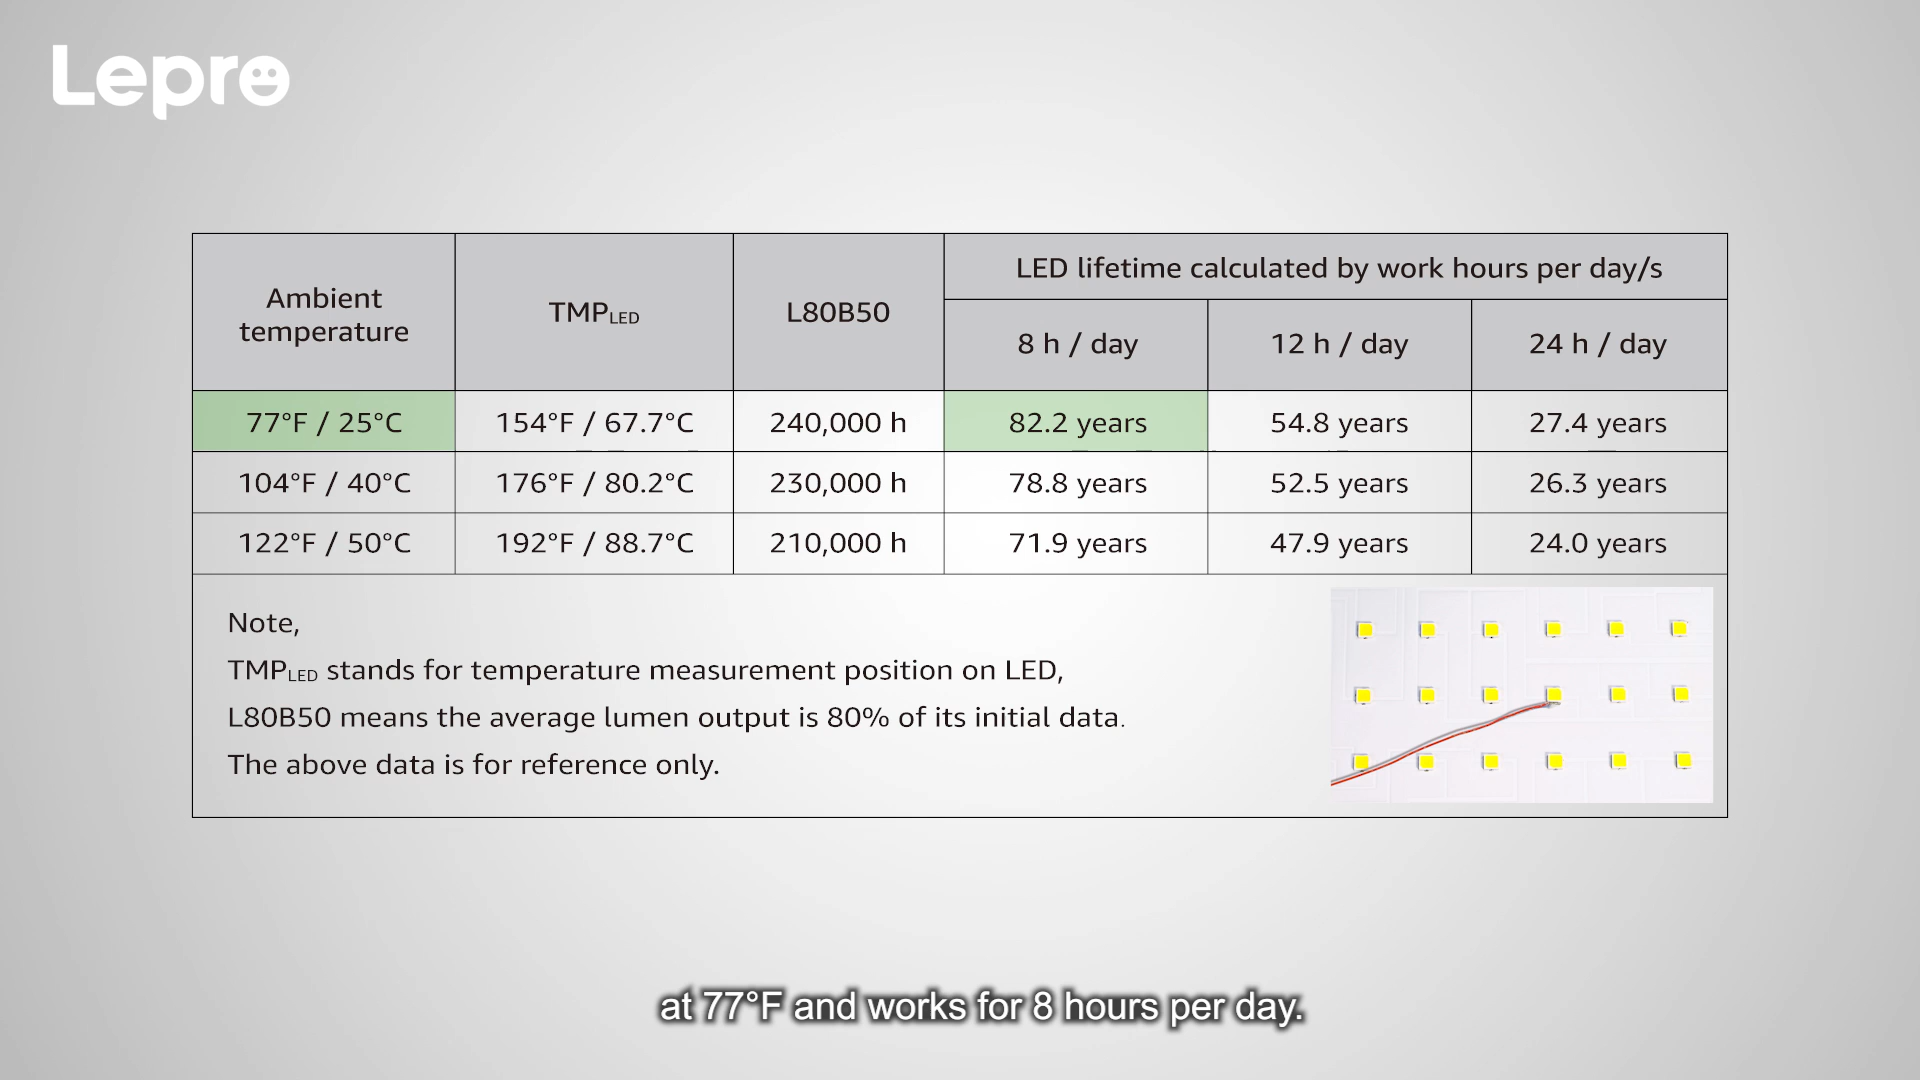 Lepro
LED lifetime calculated by work hours per day/s
Ambient
temperature
TMPLED
L80B50
8 h / day
12 h / day
24 h / day
77°F / 25°C
154°F / 67.7°C
240,000 h
82.2 years
54.8 years
27.4 years
104°F / 40°C
176°F / 80.2°C
230,000 h
78.8 years
52.5 years
26.3 years
122°F / 50°C
192°F / 88.7°C
210,000 h
71.9 years
47.9 years
24.0 years
Note,
TMPLED stands for temperature measurement position on LED,
L80B50 means the average lumen output is 80% of its initial data.
The above data is for reference only.
at 77°F and works for 8 hours per day.